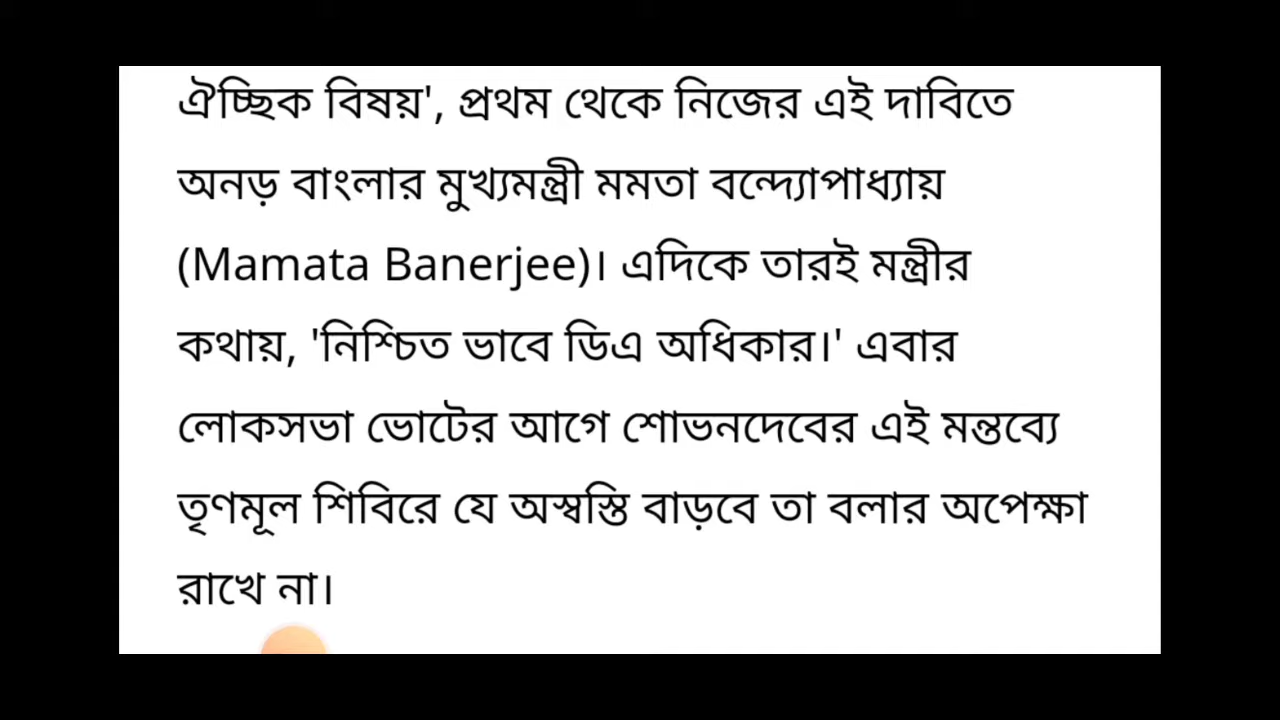 ঐচ্ছিক বিষয়', প্রথম থেকে নিজের এই দাবিতে
অনড় বাংলার মুখ্যমন্ত্রী মমতা বন্দ্যোপাধ্যায়
(Mamata Banerjee)। এদিকে তারই মন্ত্রীর
কথায়, 'নিশ্চিত ভাবে ডিএ অধিকার।' এবার
লোকসভা ভোটের আগে শোভনদেবের এই মন্তব্যে
তৃণমূল শিবিরে যে অস্বস্তি বাড়বে তা বলার অপেক্ষা
রাখে না।